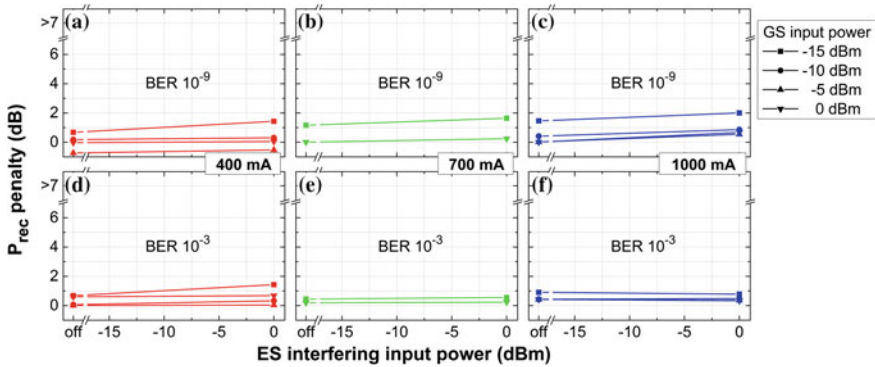 (a) (b) (c)
>7
6
4
2
0
BER 10-9 BER 10-9 BER 10-9
400 mA 700 mA 1000 mA
GS input power
-15 dBm
-10 dBm
-5 dBm
0 dBm
Prec penalty (dB)
(d) (e) (f)
>7
6
4
2
0
BER 10-3 BER 10-3 BER 10-3
off -15 -10 -5 0 off -15 -10 -5 0 off -15 -10 -5 0
ES interfering input power (dBm)